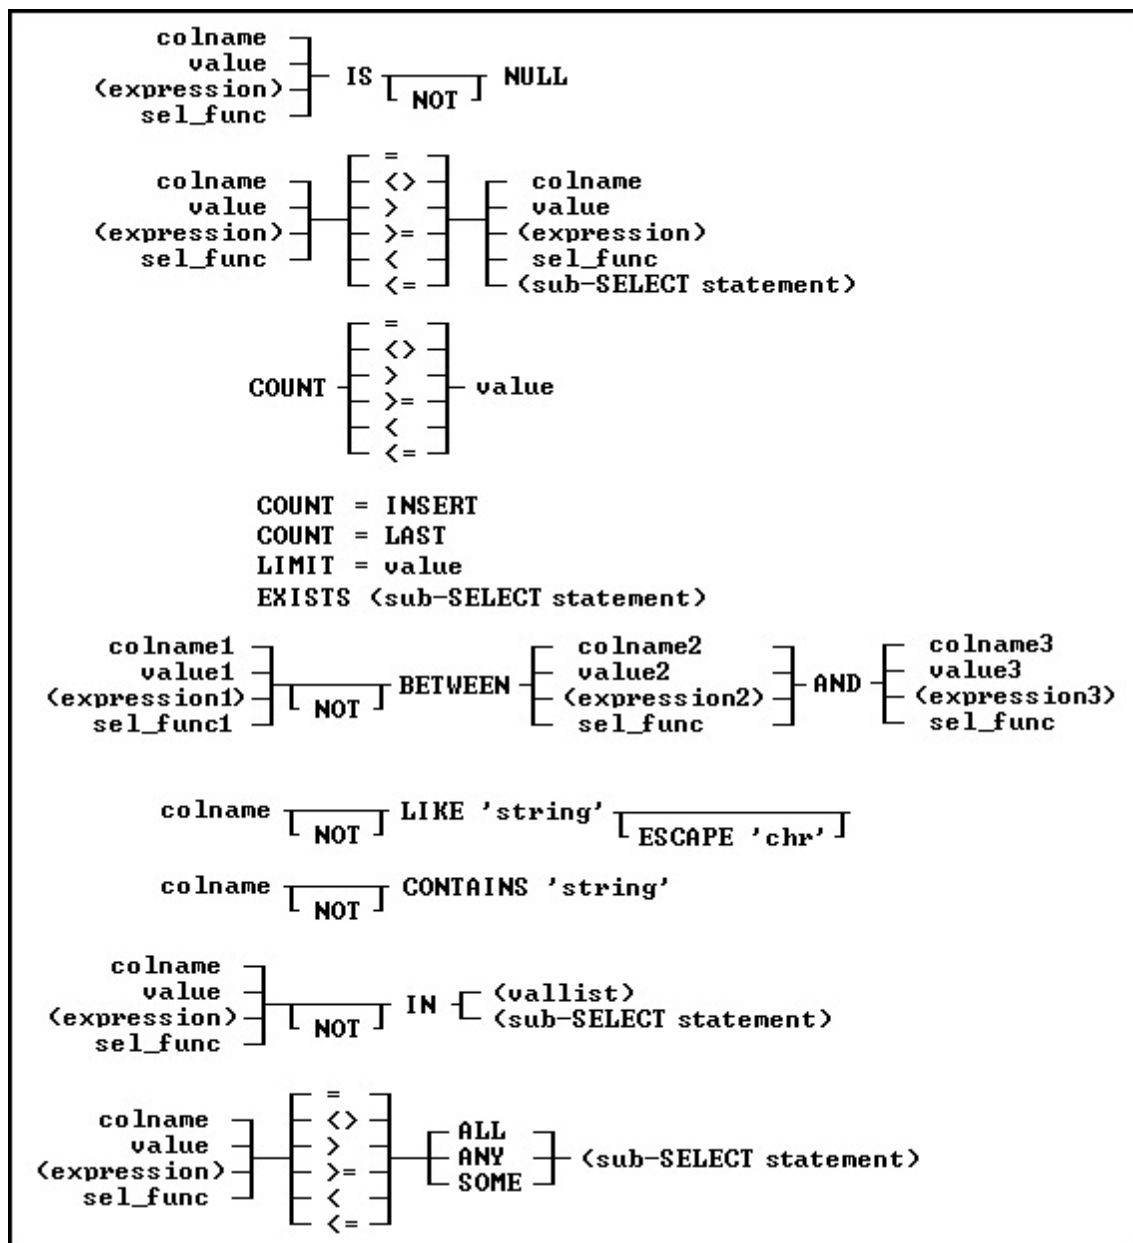 colname
value
(expression)
sel_func
IS NOT NULL
colname
value
(expression)
sel_func
=
<>
>
>=
<
<=
colname
value
(expression)
sel_func
(sub-SELECT statement)
COUNT
=
<>
>
>=
<
<=
value
COUNT = INSERT
COUNT = LAST
LIMIT = value
EXISTS (sub-SELECT statement)
colname1
value1
(expression1)
sel_func1
NOT
BETWEEN
colname2
value2
(expression2)
sel_func
AND
colname3
value3
(expression3)
sel_func
colname NOT LIKE 'string' ESCAPE 'chr'
colname NOT CONTAINS 'string'
colname
value
(expression)
sel_func
NOT
IN
(vallist)
(sub-SELECT statement)
colname
value
(expression)
sel_func
=
<>
>
>=
<
<=
ALL
ANY
SOME
(sub-SELECT statement)